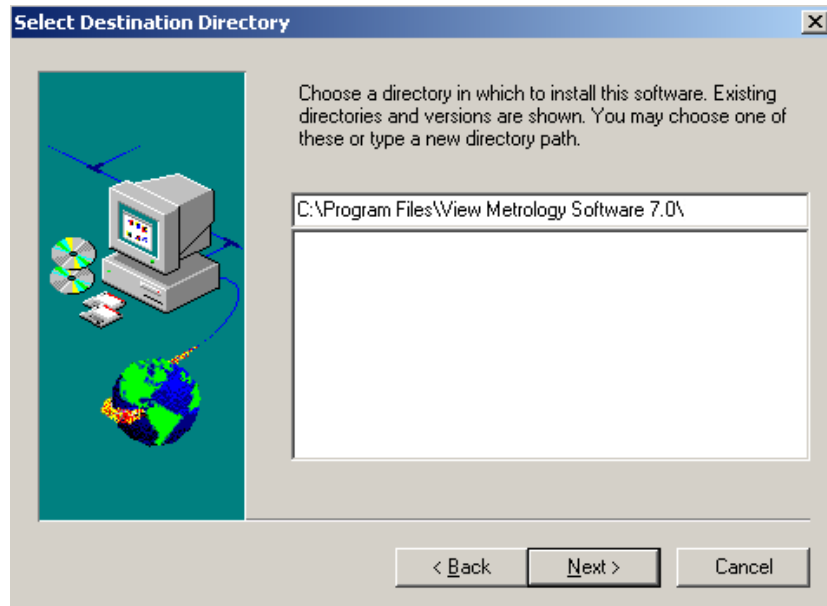 Select Destination Directory
Choose a directory in which to install this software. Existing
directories and versions are shown. You may choose one of
these or type a new directory path.
C:\Program Files\View Metrology Software 7.0\
< Back
Next >
Cancel